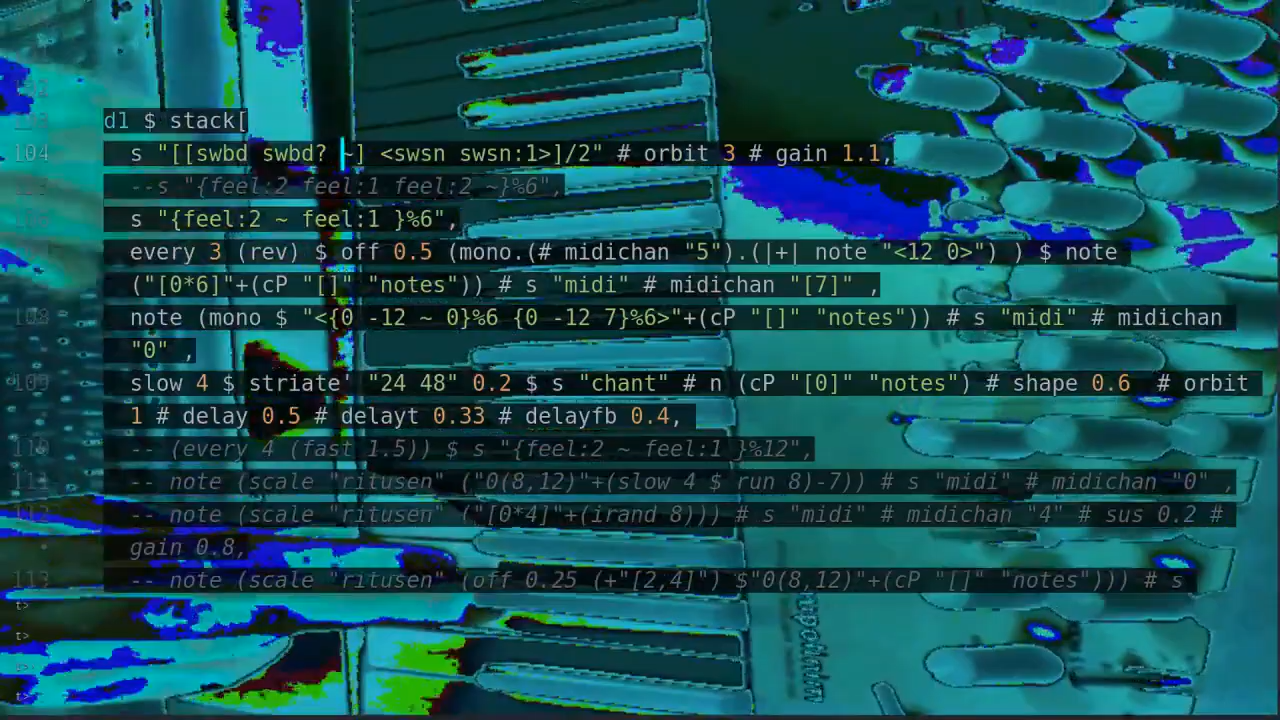 d1 $ stack[
104 s "[[swbd swbd? ~] <swsn swsn:1>]/2" # orbit 3 # gain 1.1,
--s "{feel:2 feel:1 feel:2 ~}%6",
s "{feel:2 ~ feel:1 }%6",
every 3 (rev) $ off 0.5 (mono.(# midichan "5").(|+| note "<12 0>") ) $ note
("[0*6]"+(cP "[]" "notes")) # s "midi" # midichan "[7]" ,
108 note (mono $ "<{0 -12 ~ 0}%6 {0 -12 7}%6>"+(cP "[]" "notes")) # s "midi" # midichan
"0" ,
109 slow 4 $ striate' "24 48" 0.2 $ s "chant" # n (cP "[0]" "notes") # shape 0.6 # orbit
1 # delay 0.5 # delayt 0.33 # delayfb 0.4,
110 -- (every 4 (fast 1.5)) $ s "{feel:2 ~ feel:1 }%12",
111 -- note (scale "ritusen" ("0(8,12)"+(slow 4 $ run 8)-7)) # s "midi" # midichan "0" ,
112 -- note (scale "ritusen" ("[0*4]"+(irand 8))) # s "midi" # midichan "4" # sus 0.2 #
gain 0.8,
113 -- note (scale "ritusen" (off 0.25 (+"[2,4]") $"0(8,12)"+(cP "[]" "notes"))) # s
t>
t>
t>
t>